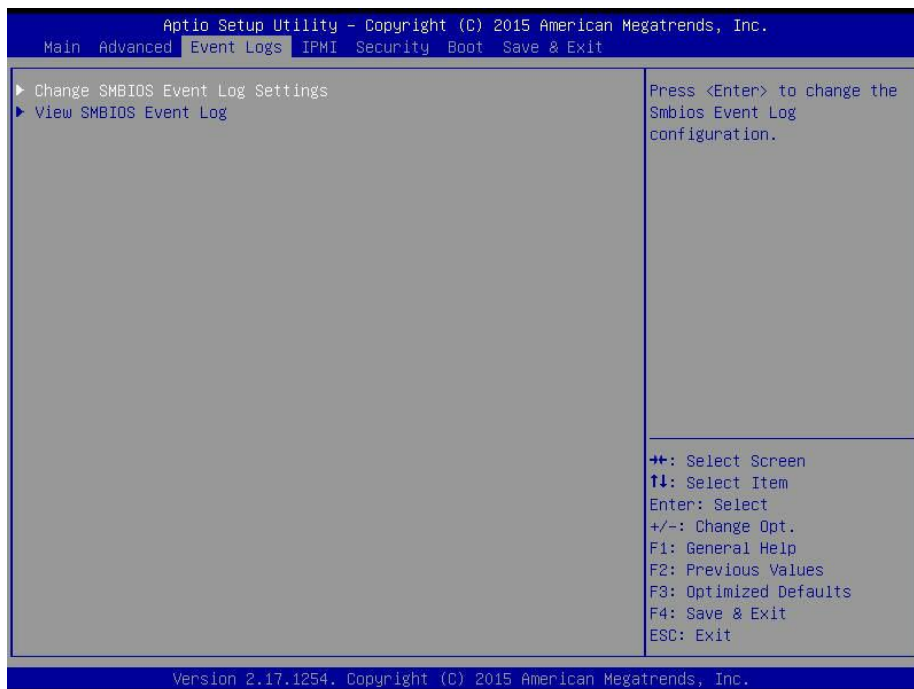 Aptio Setup Utility – Copyright (C) 2015 American Megatrends, Inc.
Main Advanced Event Logs IPMI Security Boot Save & Exit
▶ Change SMBIOS Event Log Settings
▶ View SMBIOS Event Log
Press <Enter> to change the
Smbios Event Log
configuration.
→←: Select Screen
↑↓: Select Item
Enter: Select
+/-: Change Opt.
F1: General Help
F2: Previous Values
F3: Optimized Defaults
F4: Save & Exit
ESC: Exit
Version 2.17.1254. Copyright (C) 2015 American Megatrends, Inc.